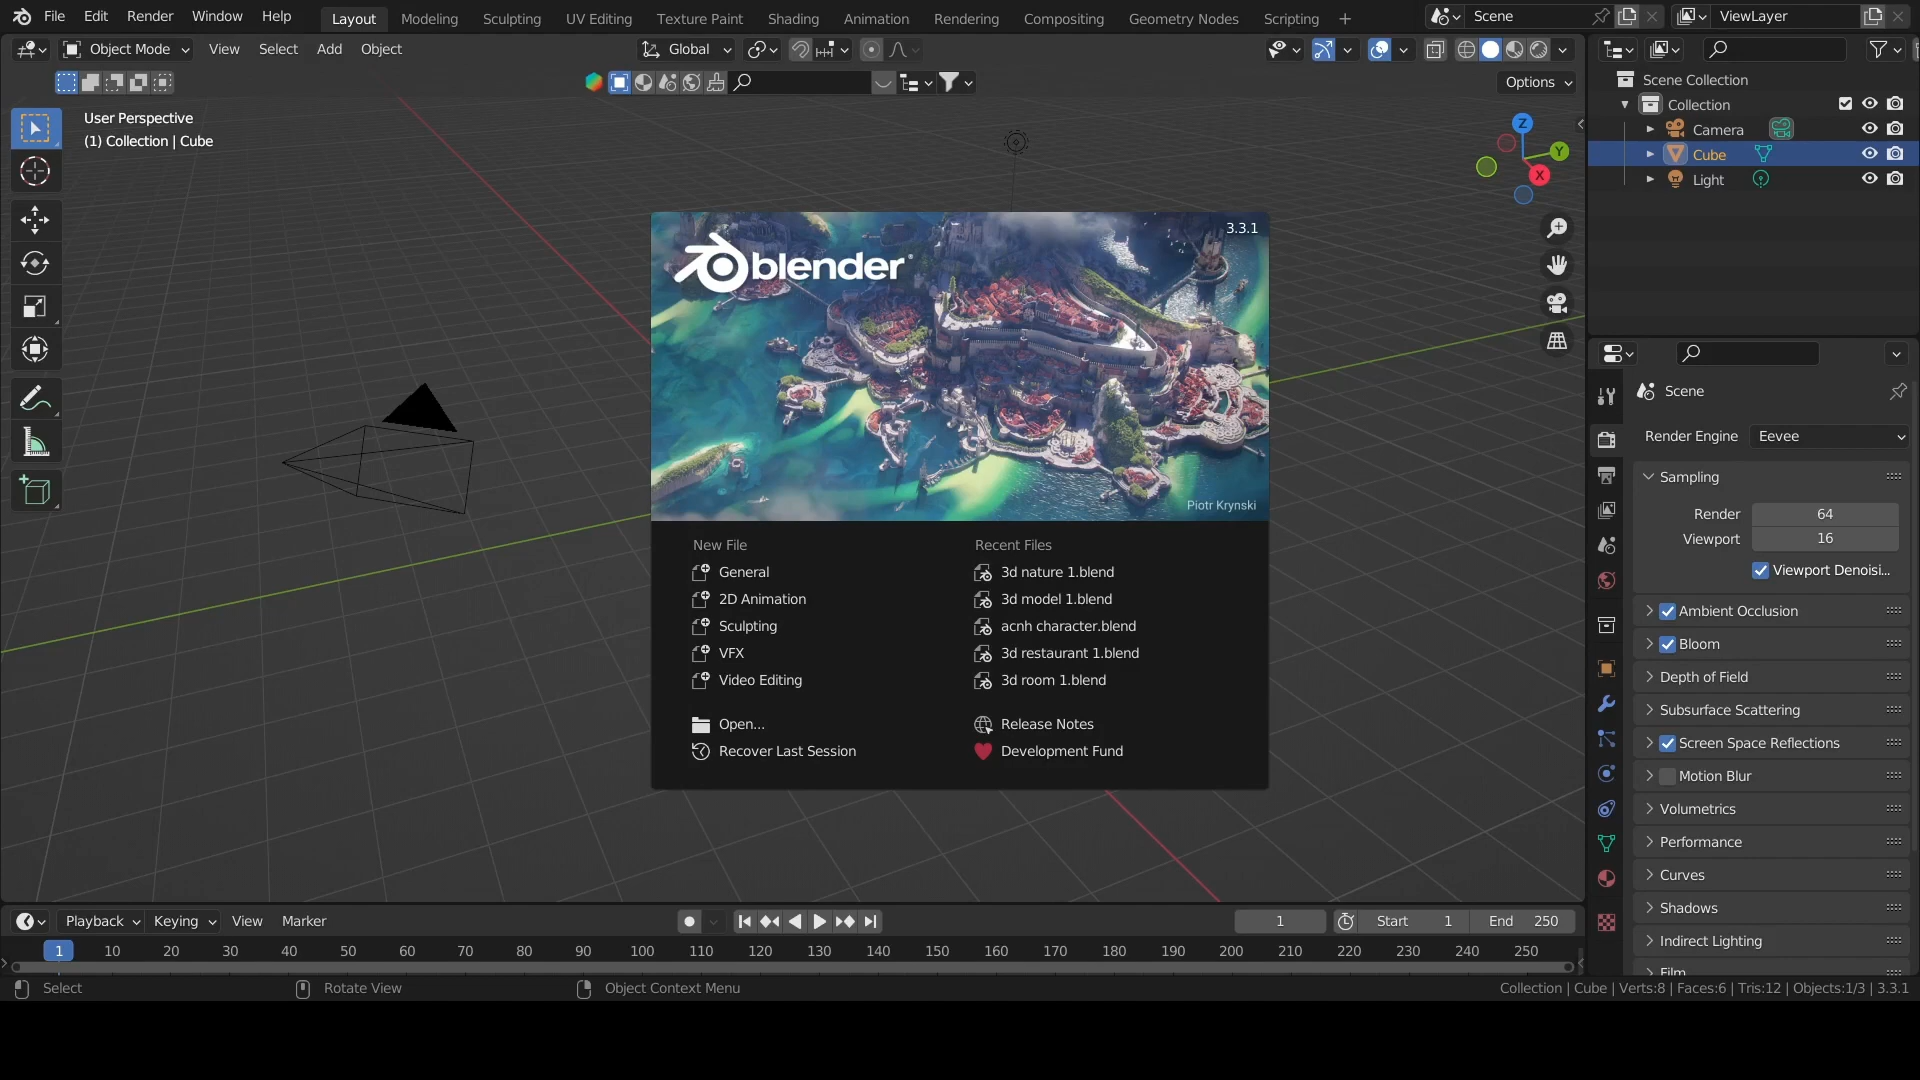 File Edit Render Window Help Layout Modeling Sculpting UV Editing Texture Paint Shading Animation Rendering Compositing Geometry Nodes Scripting + Scene ViewLayer
Object Mode View Select Add Object Global
Options
User Perspective
(1) Collection | Cube
Z
Y
X
Scene Collection
Collection
Camera
Cube
Light
3.3.1
blender
Piotr Krynski
New File
General
2D Animation
Sculpting
VFX
Video Editing
Open...
Recover Last Session
Recent Files
3d nature 1.blend
3d model 1.blend
acnh character.blend
3d restaurant 1.blend
3d room 1.blend
Release Notes
Development Fund
Scene
Render Engine Eevee
Sampling
Render 64
Viewport 16
Viewport Denoisi...
Ambient Occlusion
Bloom
Depth of Field
Subsurface Scattering
Screen Space Reflections
Motion Blur
Volumetrics
Performance
Curves
Shadows
Indirect Lighting
Film
Playback Keying View Marker 1 Start 1 End 250
1 10 20 30 40 50 60 70 80 90 100 110 120 130 140 150 160 170 180 190 200 210 220 230 240 250
Select Rotate View Object Context Menu Collection | Cube | Verts:8 | Faces:6 | Tris:12 | Objects:1/3 | 3.3.1